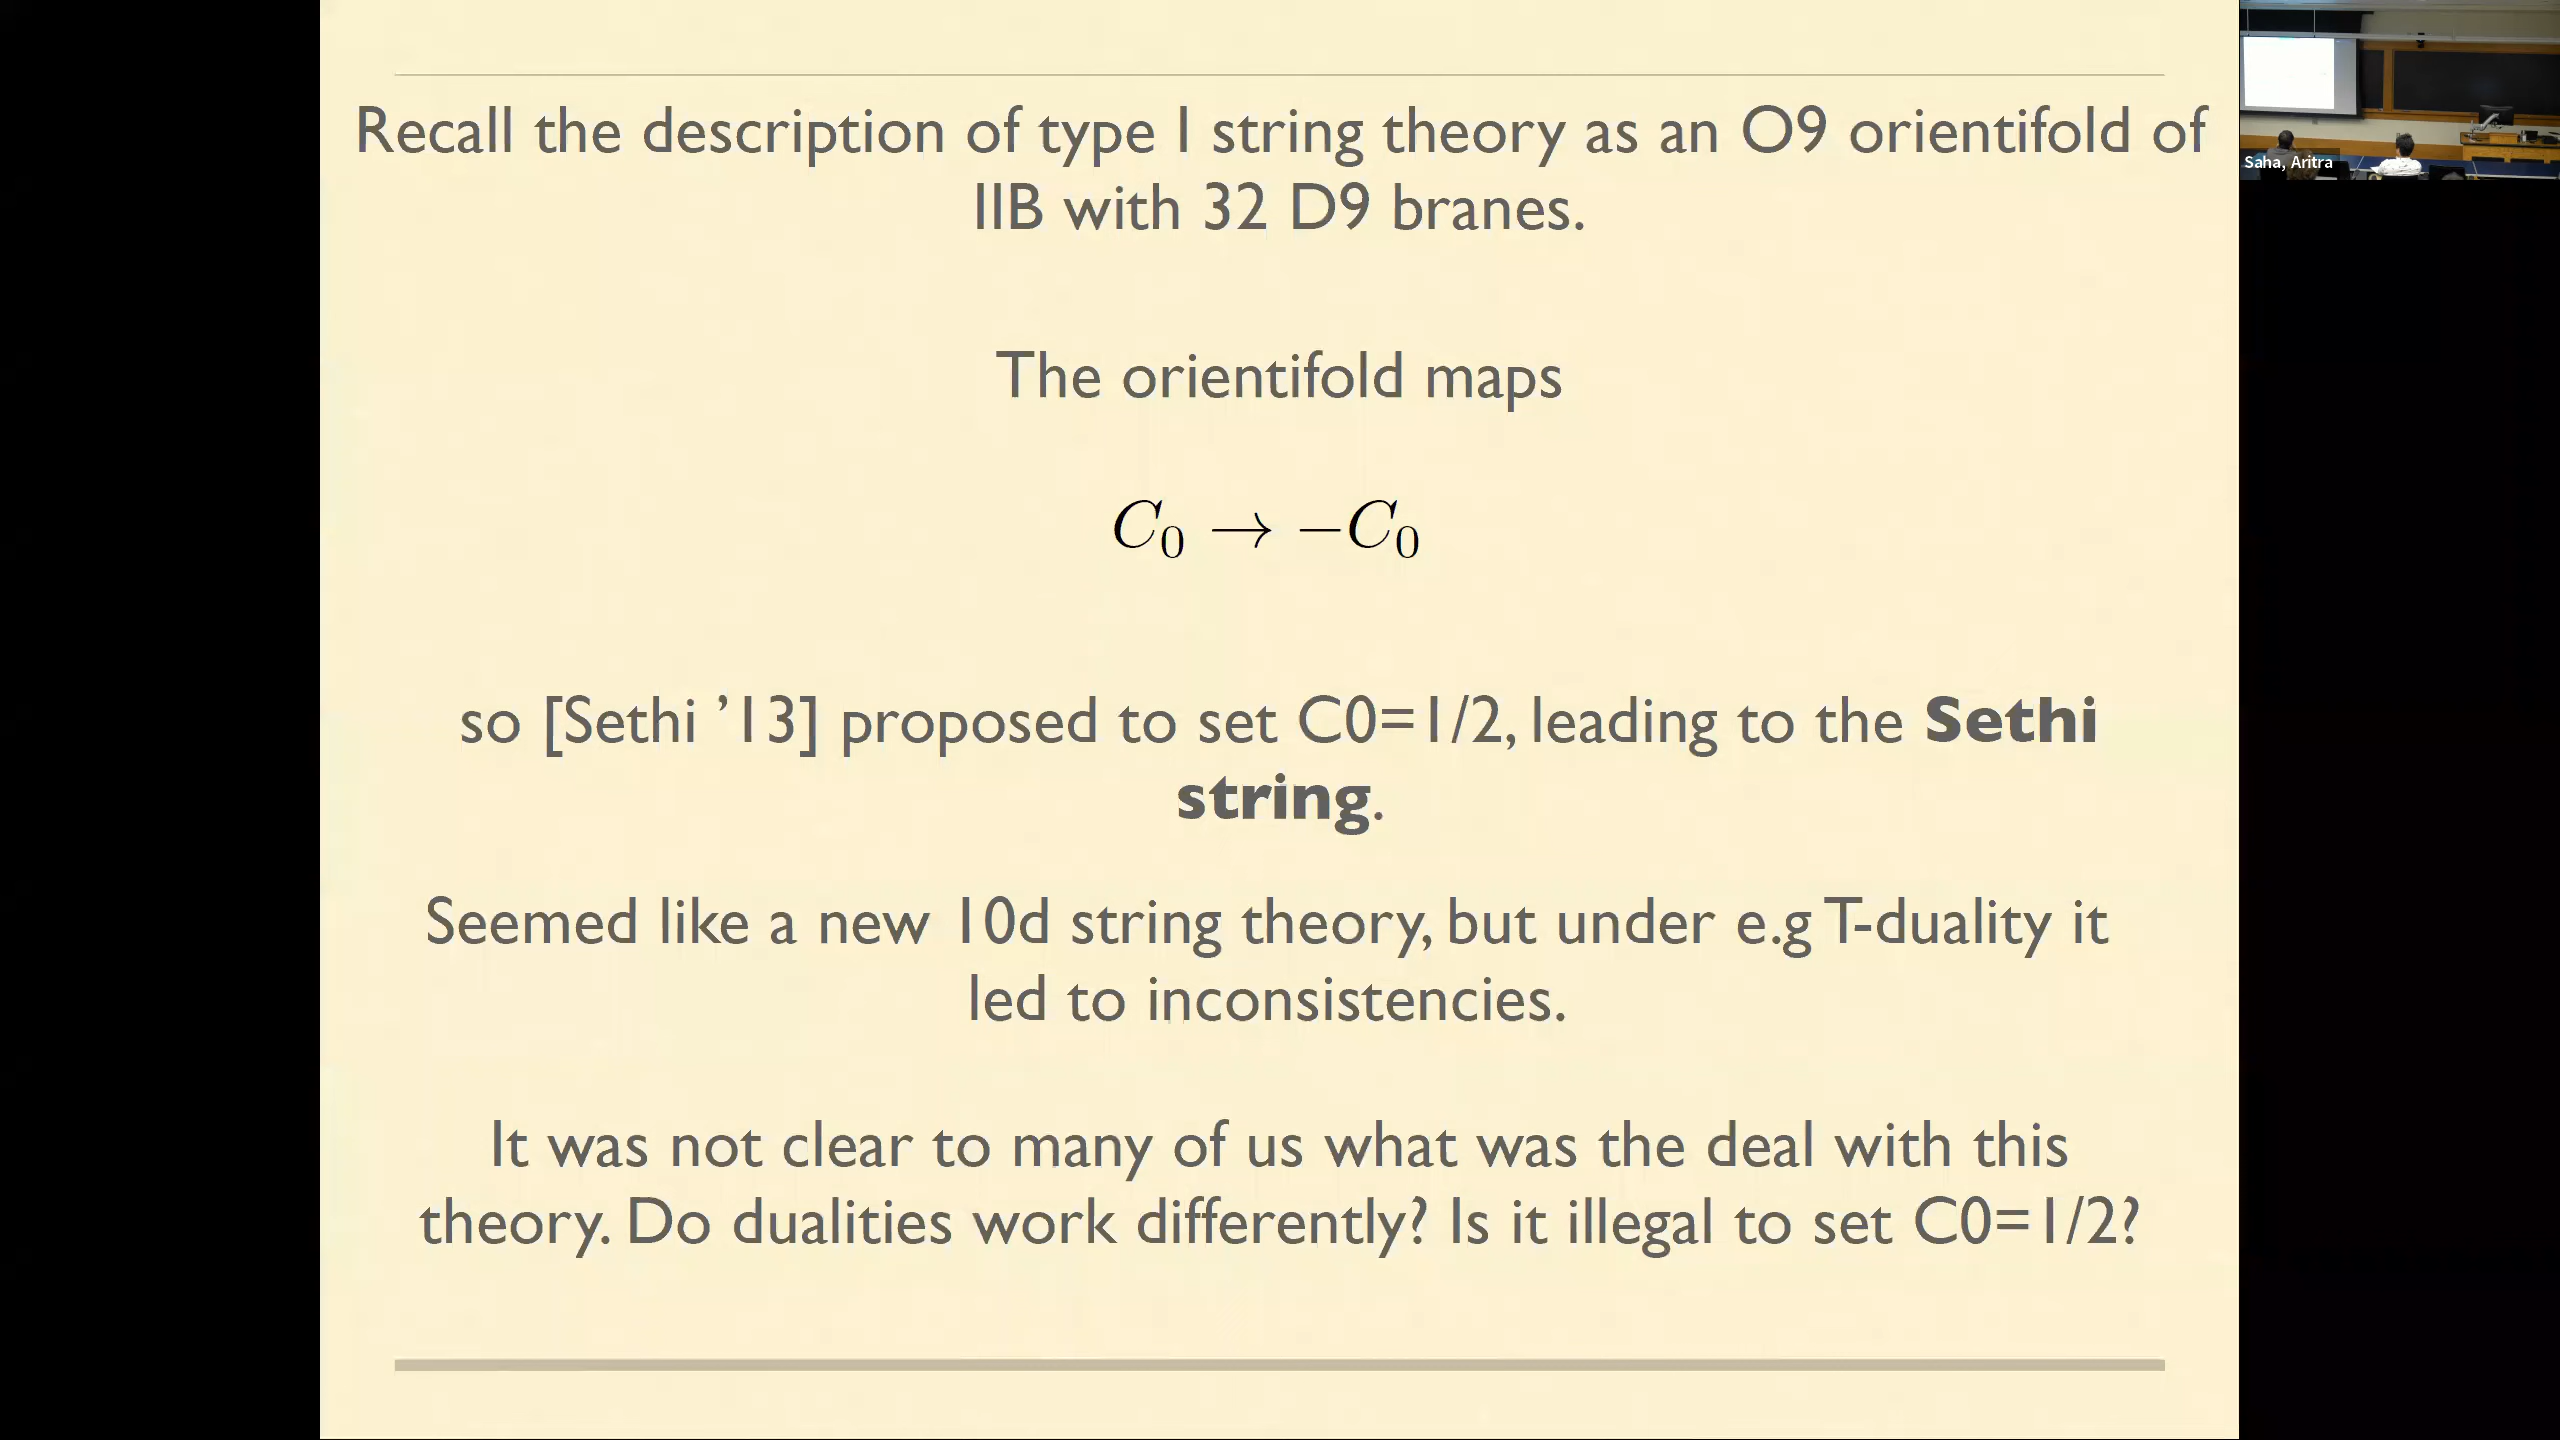 Recall the description of type I string theory as an O9 orientifold of
IIB with 32 D9 branes.
The orientifold maps
C₀ → −C₀
so [Sethi ’13] proposed to set C0=1/2, leading to the Sethi
string.
Seemed like a new 10d string theory, but under e.g T-duality it
led to inconsistencies.
It was not clear to many of us what was the deal with this
theory. Do dualities work differently? Is it illegal to set C0=1/2?
Saha, Aritra